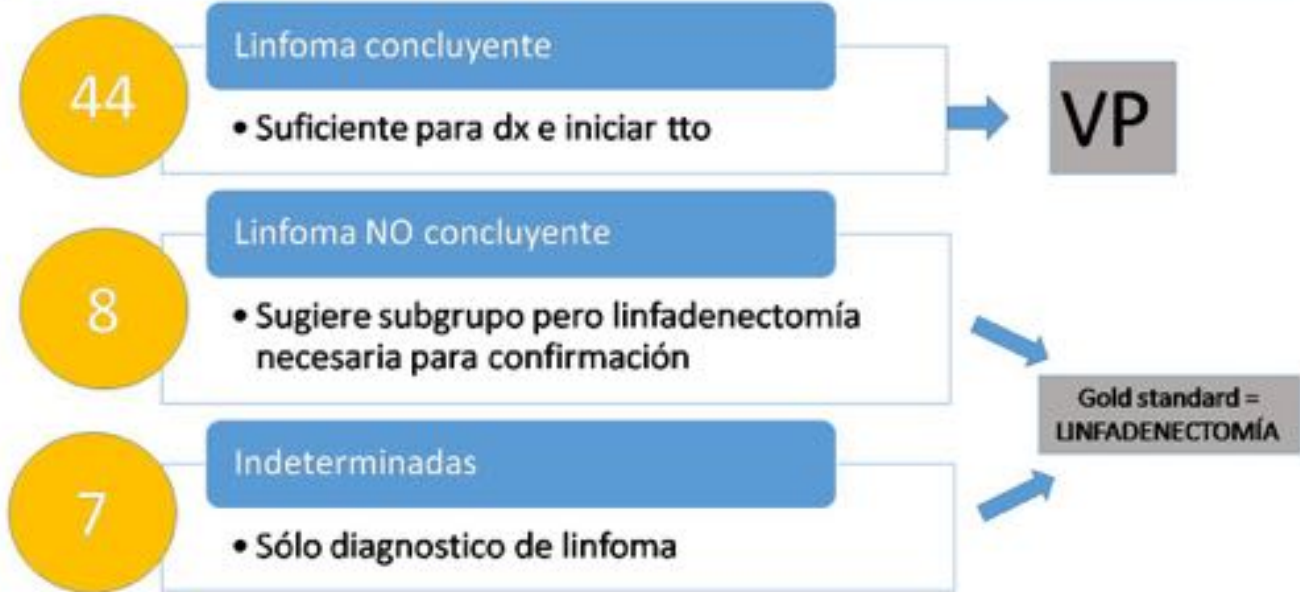 44
Linfoma concluyente
• Suficiente para dx e iniciar tto
VP
8
Linfoma NO concluyente
• Sugiere subgrupo pero linfadenectomía
necesaria para confirmación
Gold standard =
LINFADENECTOMÍA
7
Indeterminadas
• Sólo diagnostico de linfoma